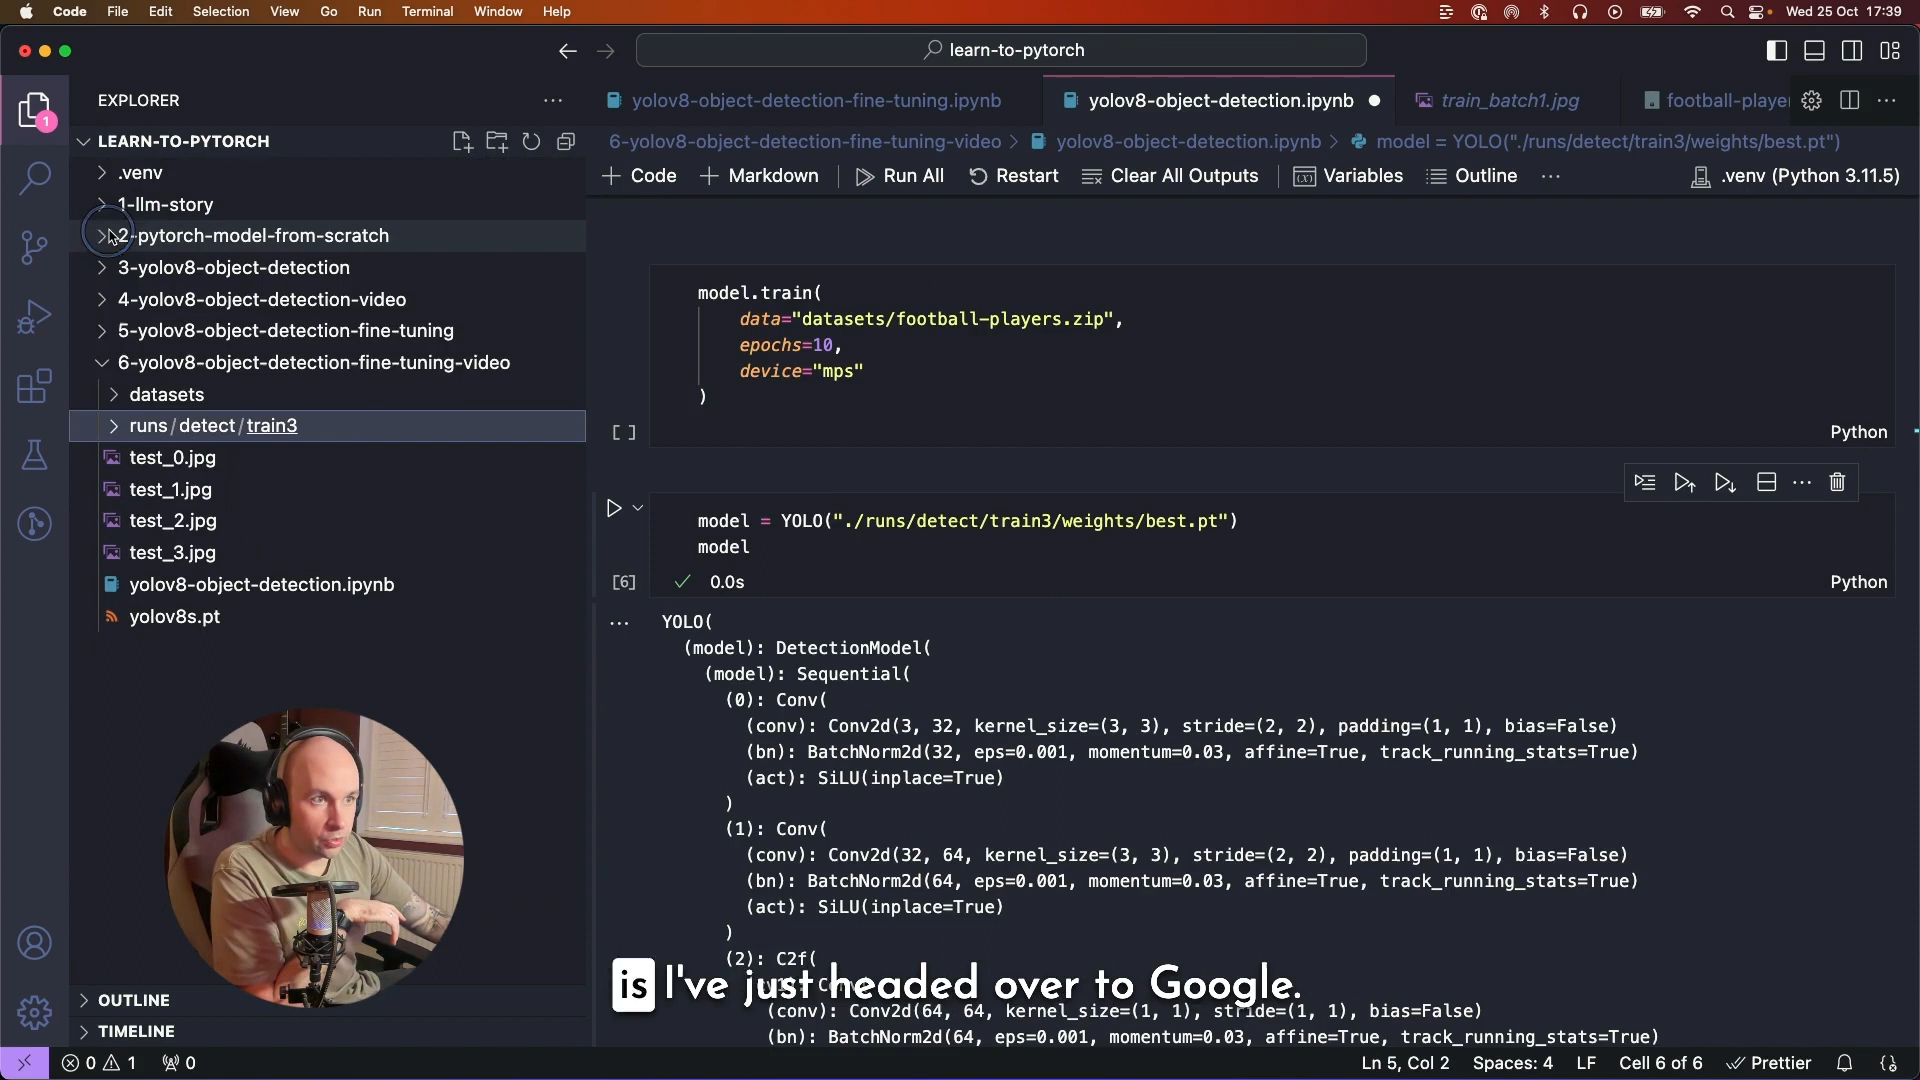 Code File Edit Selection View Go Run Terminal Window Help
Wed 25 Oct 17:39
learn-to-pytorch
EXPLORER
LEARN-TO-PYTORCH
.venv
1-llm-story
2-pytorch-model-from-scratch
3-yolov8-object-detection
4-yolov8-object-detection-video
5-yolov8-object-detection-fine-tuning
6-yolov8-object-detection-fine-tuning-video
datasets
runs/detect/train3
test_0.jpg
test_1.jpg
test_2.jpg
test_3.jpg
yolov8-object-detection.ipynb
yolov8s.pt
OUTLINE
TIMELINE
1
yolov8-object-detection-fine-tuning.ipynb
yolov8-object-detection.ipynb
train_batch1.jpg
football-playe
6-yolov8-object-detection-fine-tuning-video > yolov8-object-detection.ipynb > model = YOLO("./runs/detect/train3/weights/best.pt")
Code Markdown Run All Restart Clear All Outputs Variables Outline ... .venv (Python 3.11.5)
model.train(
data="datasets/football-players.zip",
epochs=10,
device="mps"
)
[ ] Python
model = YOLO("./runs/detect/train3/weights/best.pt")
model
[6] 0.0s Python
... YOLO(
(model): DetectionModel(
(model): Sequential(
(0): Conv(
(conv): Conv2d(3, 32, kernel_size=(3, 3), stride=(2, 2), padding=(1, 1), bias=False)
(bn): BatchNorm2d(32, eps=0.001, momentum=0.03, affine=True, track_running_stats=True)
(act): SiLU(inplace=True)
)
(1): Conv(
(conv): Conv2d(32, 64, kernel_size=(3, 3), stride=(2, 2), padding=(1, 1), bias=False)
(bn): BatchNorm2d(64, eps=0.001, momentum=0.03, affine=True, track_running_stats=True)
(act): SiLU(inplace=True)
)
(2): C2f(
is I've just headed over to Google.
(conv): Conv2d(64, 64, kernel_size=(1, 1), stride=(1, 1), bias=False)
(bn): BatchNorm2d(64, eps=0.001, momentum=0.03, affine=True, track_running_stats=True)
0 1 0
Ln 5, Col 2 Spaces: 4 LF Cell 6 of 6 Prettier